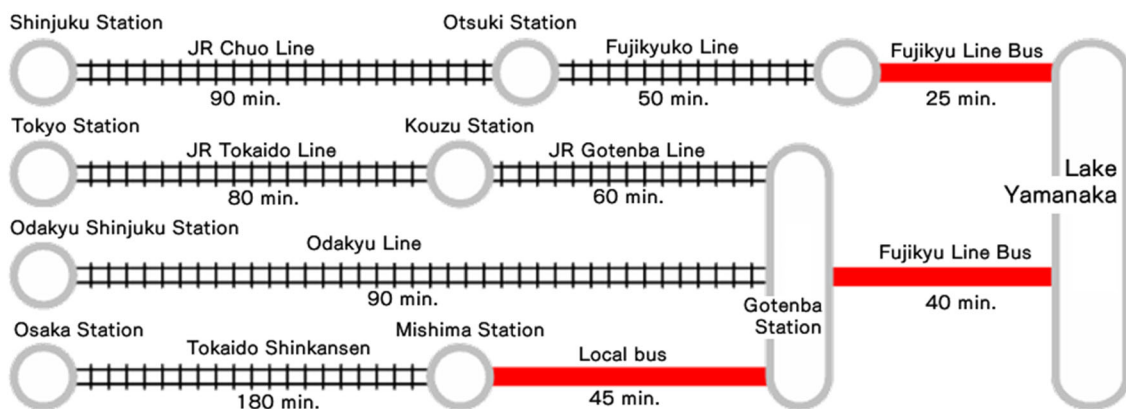 Shinjuku Station
Otsuki Station
JR Chuo Line
Fujikyuko Line
Fujikyu Line Bus
90 min.
50 min.
25 min.
Tokyo Station
Kouzu Station
JR Tokaido Line
JR Gotenba Line
80 min.
60 min.
Lake
Yamanaka
Odakyu Shinjuku Station
Odakyu Line
Fujikyu Line Bus
90 min.
40 min.
Gotenba
Station
Osaka Station
Mishima Station
Tokaido Shinkansen
Local bus
180 min.
45 min.